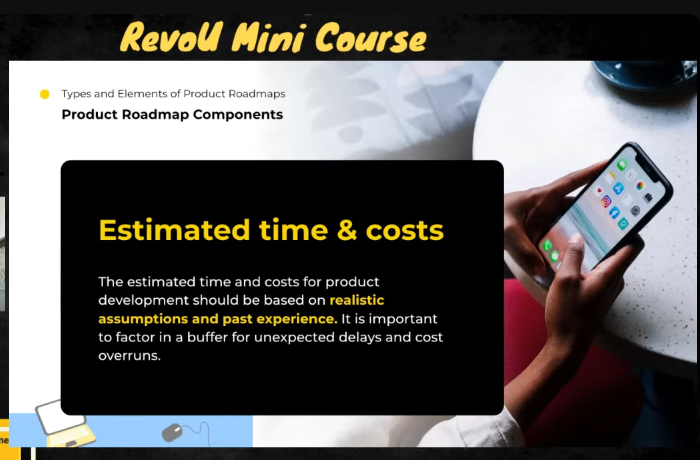 RevoU Mini Course
Types and Elements of Product Roadmaps
Product Roadmap Components
Estimated time & costs
The estimated time and costs for product
development should be based on realistic
assumptions and past experience. It is important
to factor in a buffer for unexpected delays and cost
overruns.